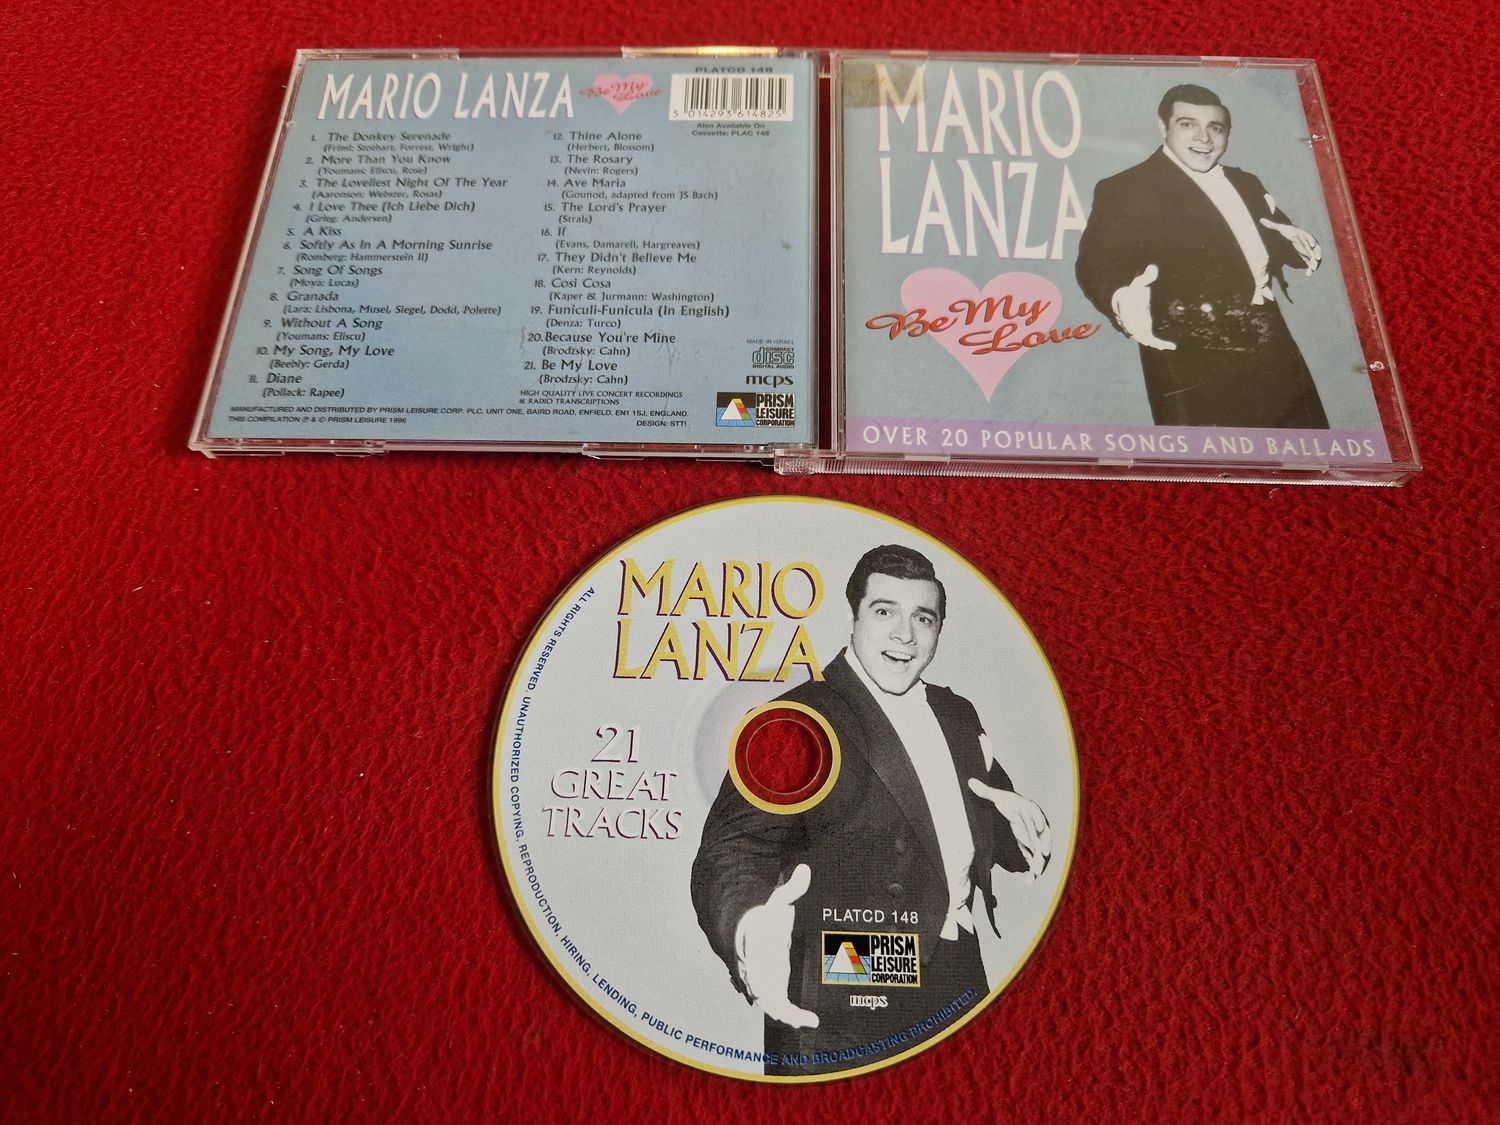 MARIO LANZA
Be My
Love
PLATCD 148
5 014293 614825
Also Available On
Cassette: PLAC 148
1. The Donkey Serenade
(Friml: Stothart, Forrest, Wright)
2. More Than You Know
(Youmans: Eliscu, Rose)
3. The Loveliest Night Of The Year
(Aaronson: Webster, Rosas)
4. I Love Thee (Ich Liebe Dich)
(Grieg: Andersen)
5. A Kiss
6. Softly As In A Morning Sunrise
(Romberg: Hammerstein II)
7. Song Of Songs
(Moya: Lucas)
8. Granada
(Lara: Lisbona, Musel, Siegel, Dodd, Polette)
9. Without A Song
(Youmans: Eliscu)
10. My Song, My Love
(Beebly: Gerda)
11. Diane
(Pollack: Rapee)
12. Thine Alone
(Herbert, Blossom)
13. The Rosary
(Nevin: Rogers)
14. Ave Maria
(Gounod, adapted from JS Bach)
15. The Lord's Prayer
(Strals)
16. If
(Evans, Damarell, Hargreaves)
17. They Didn't Believe Me
(Kern: Reynolds)
18. Cosi Cosa
(Kaper & Jurmann: Washington)
19. Funiculi-Funicula (In English)
(Denza: Turco)
20. Because You're Mine
(Brodzsky: Cahn)
21. Be My Love
(Brodzsky: Cahn)
HIGH QUALITY LIVE CONCERT RECORDINGS
& RADIO TRANSCRIPTIONS
MADE IN ISRAEL
COMPACT
disc
DIGITAL AUDIO
mcps
PRISM
LEISURE
CORPORATION
MANUFACTURED AND DISTRIBUTED BY PRISM LEISURE CORP. PLC, UNIT ONE, BAIRD ROAD, ENFIELD, EN1 1SJ, ENGLAND.
THIS COMPILATION ℗ & © PRISM LEISURE 1996
DESIGN: STT!
MARIO
LANZA
Be My
Love
OVER 20 POPULAR SONGS AND BALLADS
MARIO
LANZA
21
GREAT
TRACKS
PLATCD 148
PRISM
LEISURE
CORPORATION
mcps
ALL RIGHTS RESERVED. UNAUTHORIZED COPYING, REPRODUCTION, HIRING, LENDING, PUBLIC PERFORMANCE AND BROADCASTING PROHIBITED.